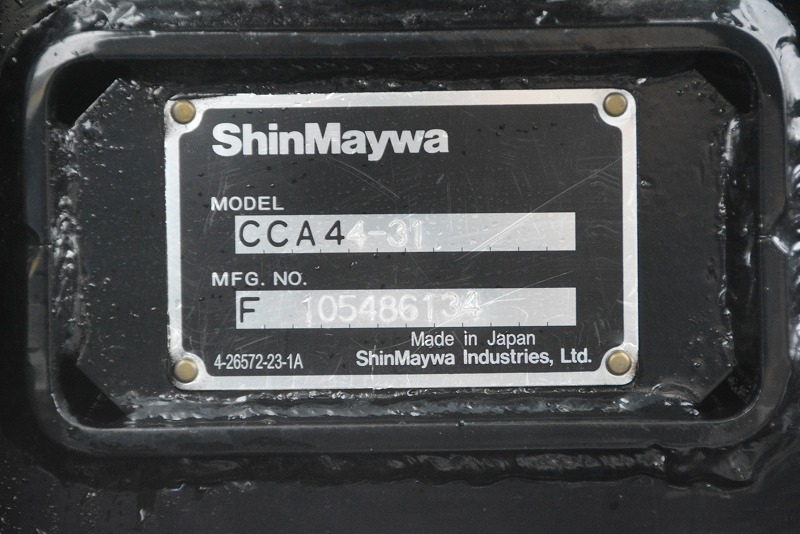 ShinMaywa
MODEL
CCA44-31
MFG. NO.
F 105486134
Made in Japan
4-26572-23-1A ShinMaywa Industries, Ltd.